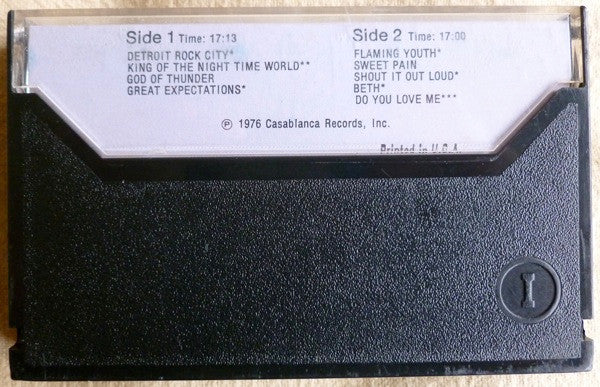 Side 1 Time: 17:13
DETROIT ROCK CITY*
KING OF THE NIGHT TIME WORLD**
GOD OF THUNDER
GREAT EXPECTATIONS*
Side 2 Time: 17:00
FLAMING YOUTH*
SWEET PAIN
SHOUT IT OUT LOUD*
BETH*
DO YOU LOVE ME***
℗ 1976 Casablanca Records, Inc.
Printed in U.S.A.